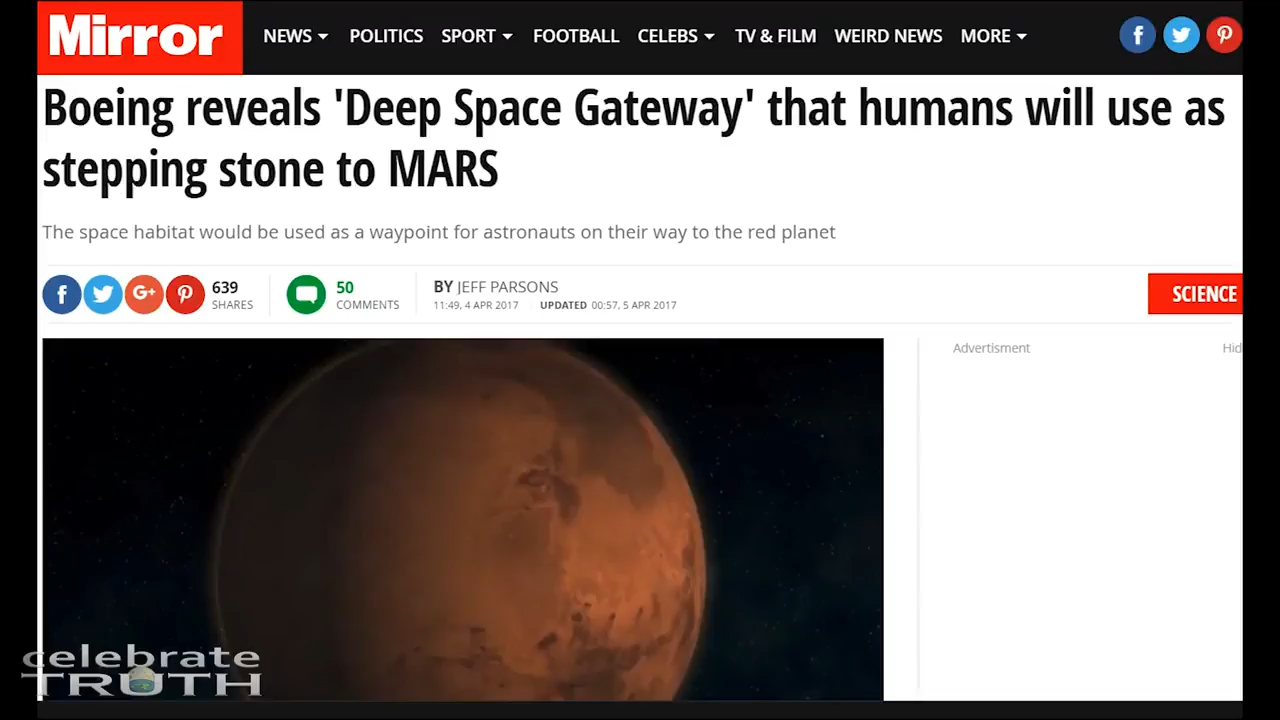 Mirror
NEWS POLITICS SPORT FOOTBALL CELEBS TV & FILM WEIRD NEWS MORE
Boeing reveals 'Deep Space Gateway' that humans will use as
stepping stone to MARS
The space habitat would be used as a waypoint for astronauts on their way to the red planet
639
SHARES
50
COMMENTS
BY JEFF PARSONS
11:49, 4 APR 2017 UPDATED 00:57, 5 APR 2017
SCIENCE
Advertisment
Hid
celebrate
TRUTH